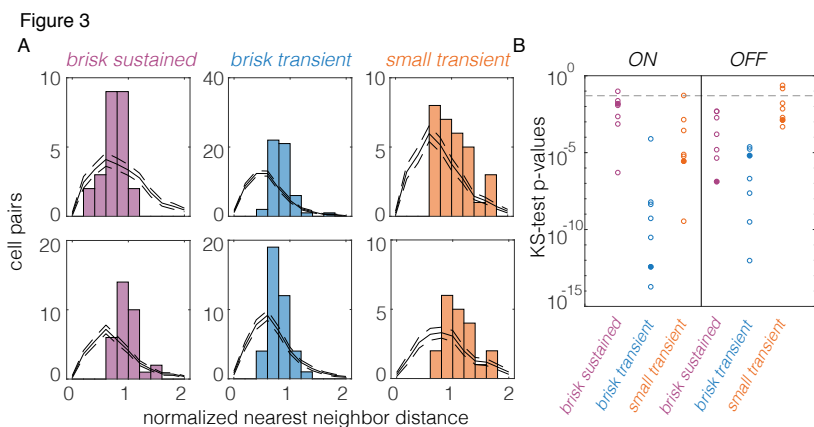 Figure 3
A
brisk sustained
brisk transient
small transient
10
5
0
40
20
0
10
5
0
20
10
0
20
10
0
10
5
0
0 1 2
0 1 2
0 1 2
cell pairs
normalized nearest neighbor distance
B
ON OFF
KS-test p-values
10^0
10^-5
10^-10
10^-15
brisk sustained
brisk transient
small transient
brisk sustained
brisk transient
small transient